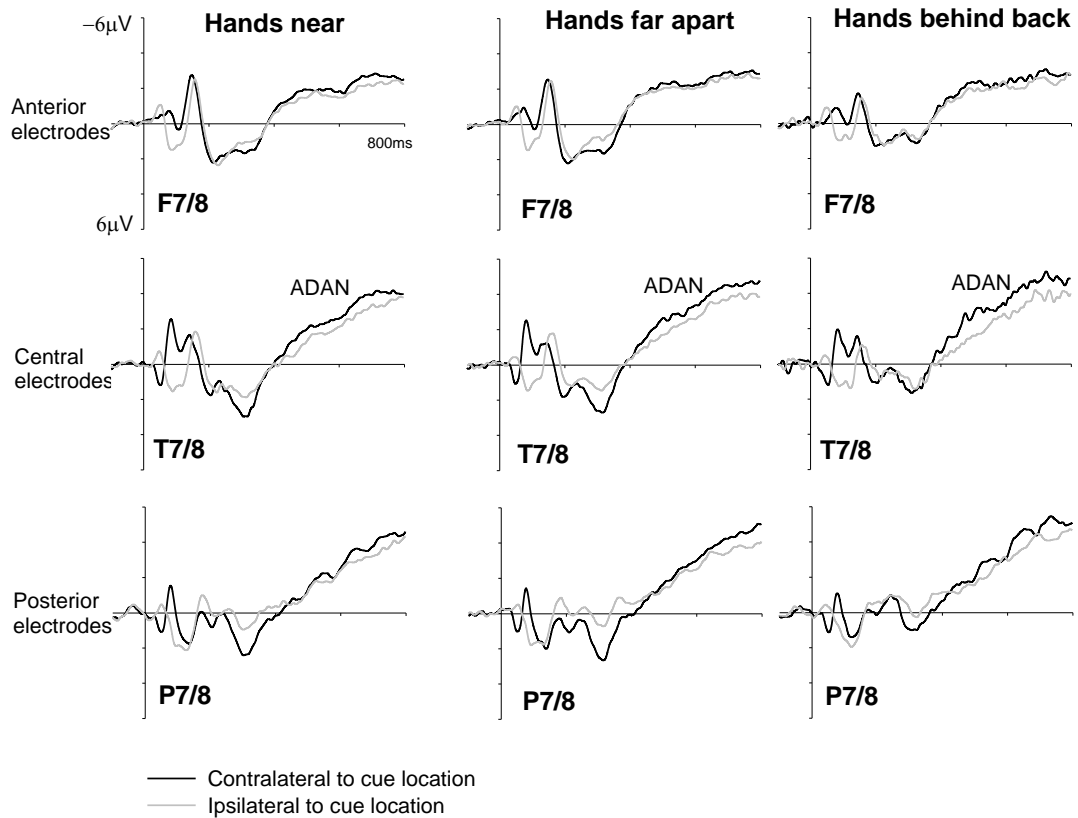 −6µV
Hands near
Hands far apart
Hands behind back
Anterior
electrodes
800ms
F7/8
F7/8
F7/8
6µV
ADAN
ADAN
ADAN
Central
electrodes
T7/8
T7/8
T7/8
Posterior
electrodes
P7/8
P7/8
P7/8
Contralateral to cue location
Ipsilateral to cue location